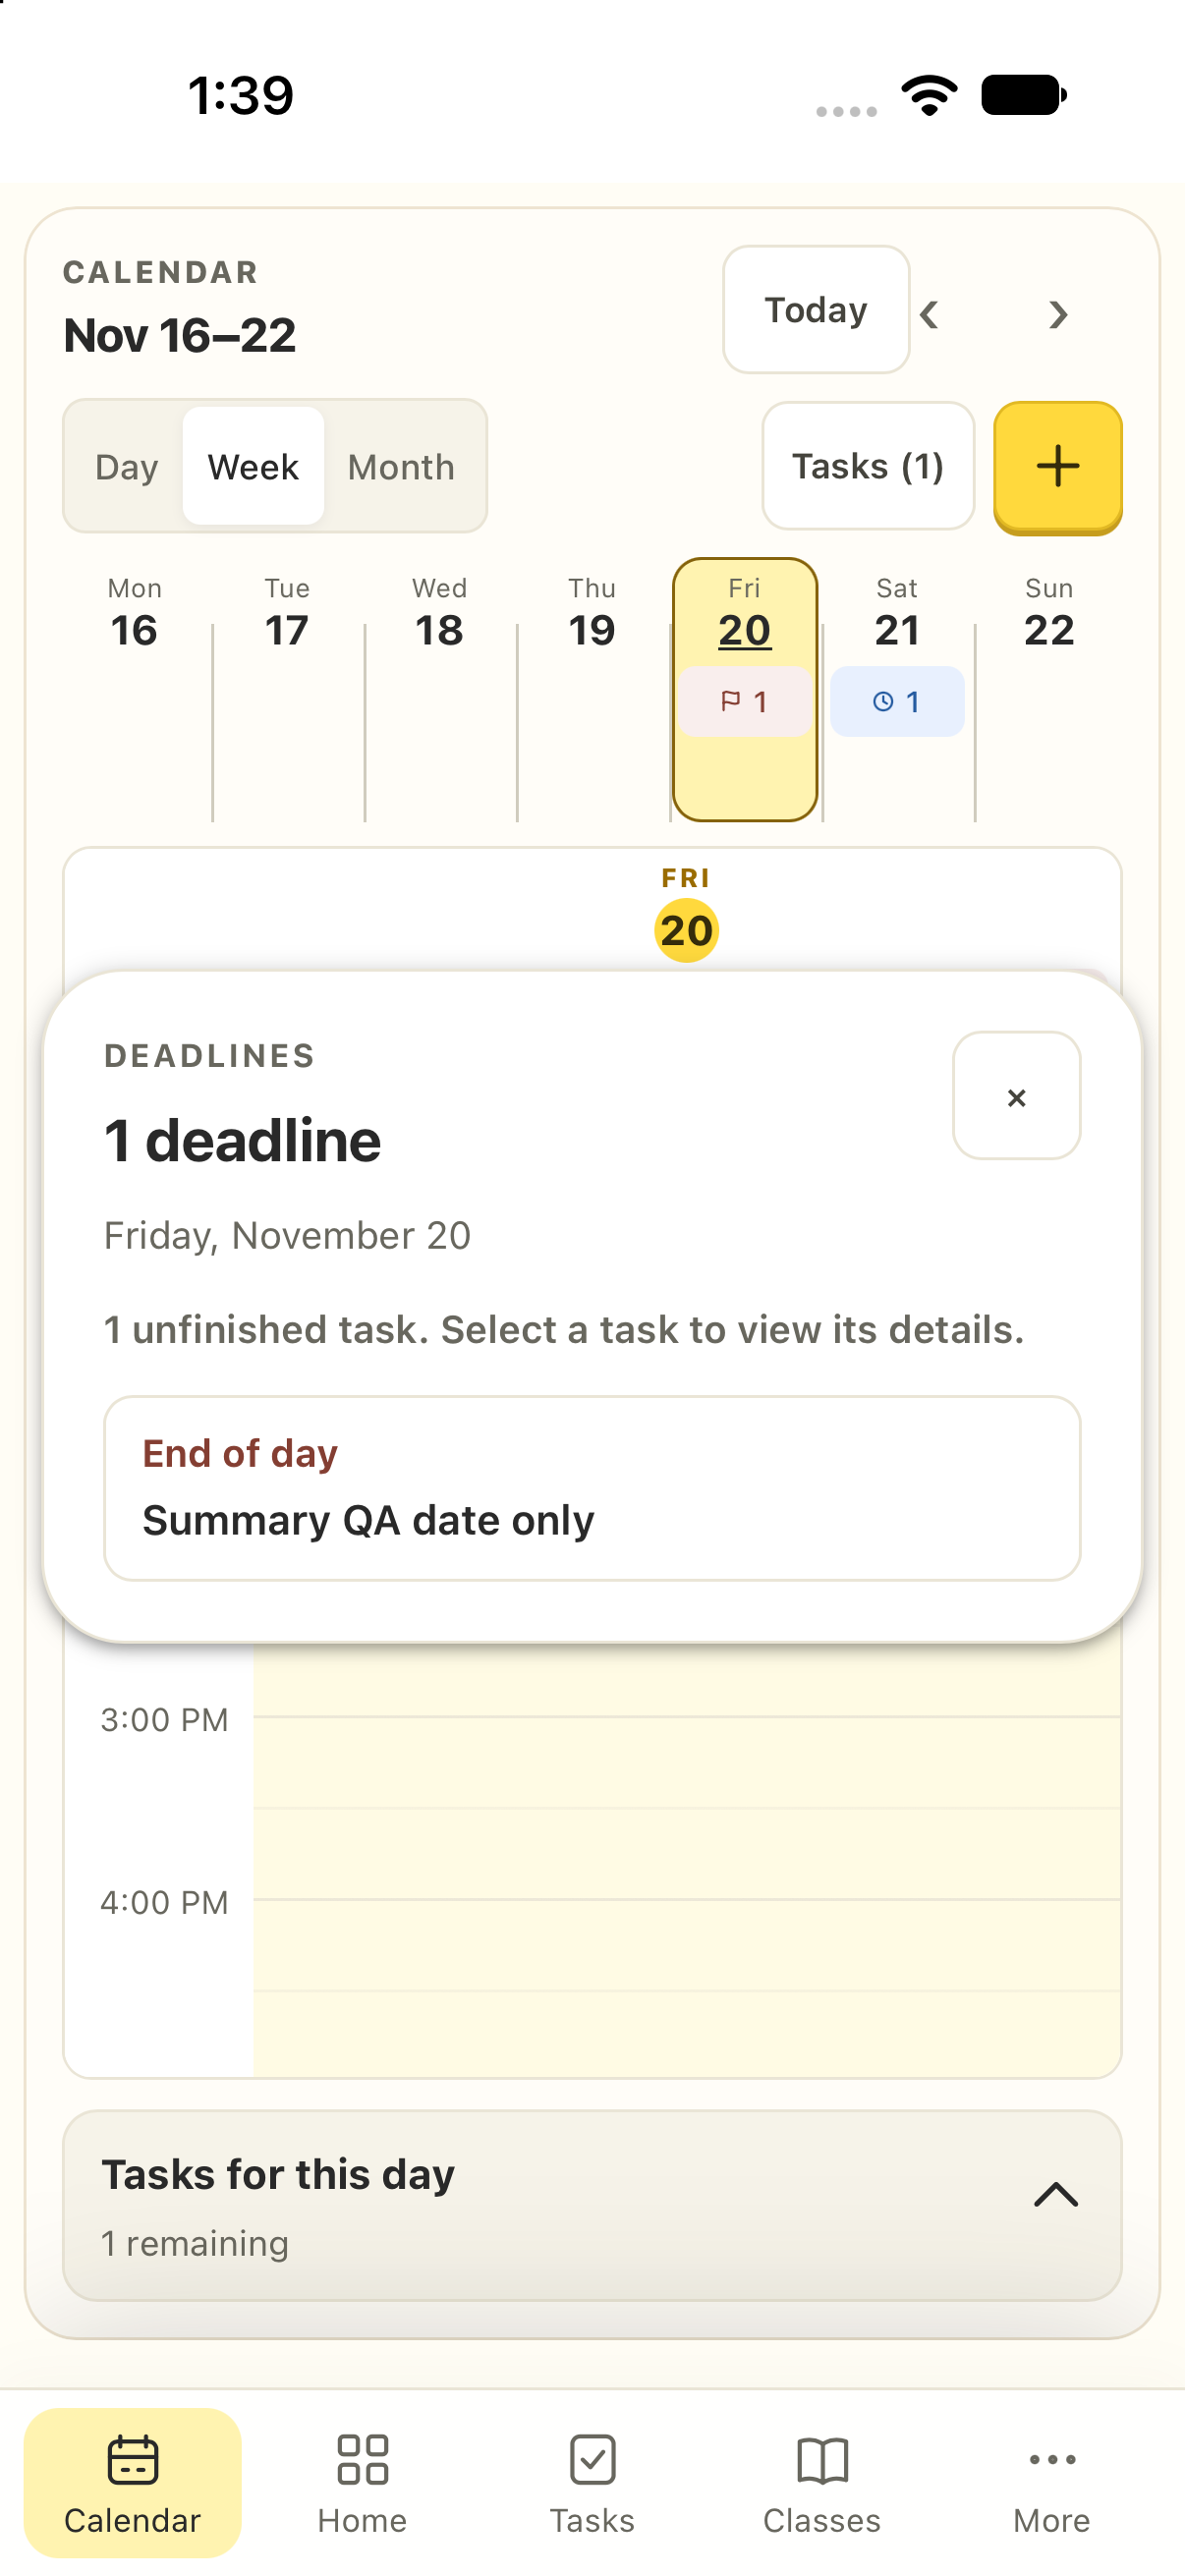 1:39
CALENDAR
Nov 16–22
Today
‹ ›
Day Week Month
Tasks (1)
+
Mon Tue Wed Thu Fri Sat Sun
16 17 18 19 20 21 22
1 1
FRI
20
DEADLINES
×
1 deadline
Friday, November 20
1 unfinished task. Select a task to view its details.
End of day
Summary QA date only
3:00 PM
4:00 PM
Tasks for this day
1 remaining
Calendar Home Tasks Classes More